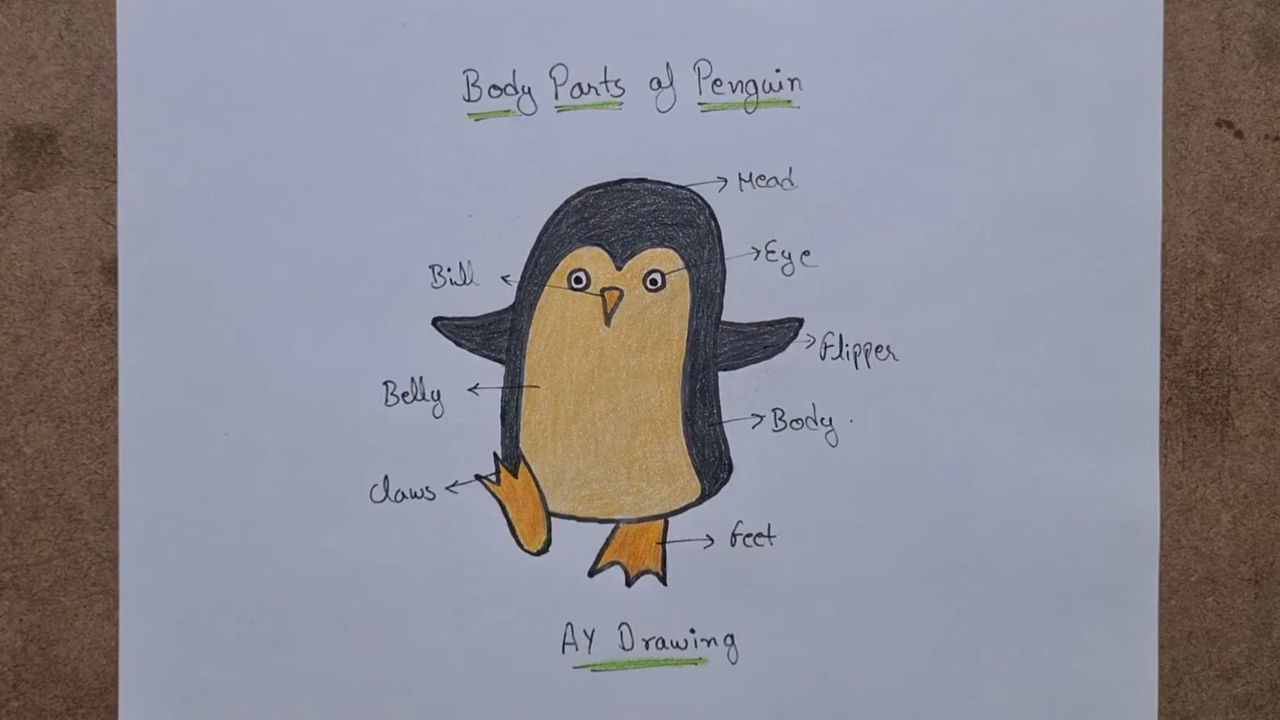 Body Parts of Penguin
Head
Eye
Bill
Flipper
Belly
Body
Claws
Feet
AY Drawing